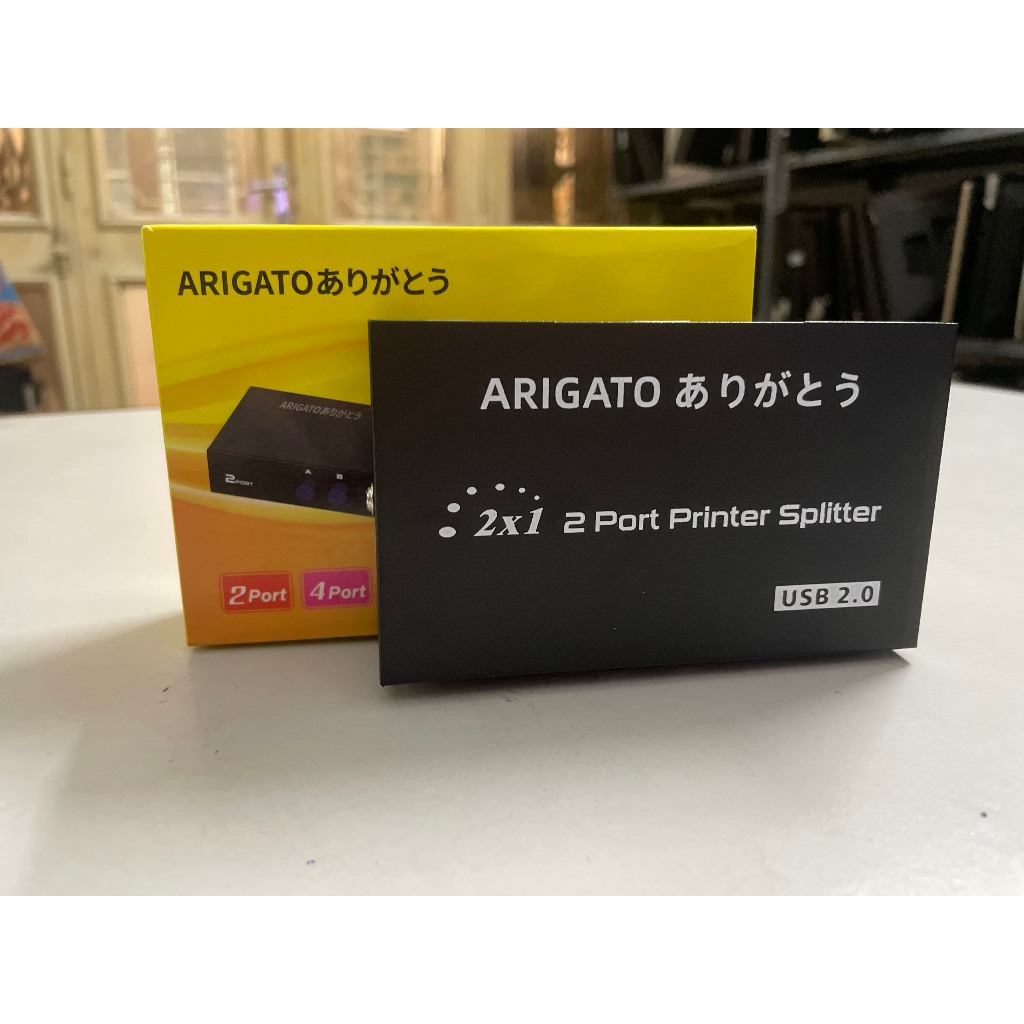 ARIGATOありがとう
ARIGATOありがとう
2 PORT
A B
2Port 4Port
ARIGATO ありがとう
2x1 2 Port Printer Splitter
USB 2.0